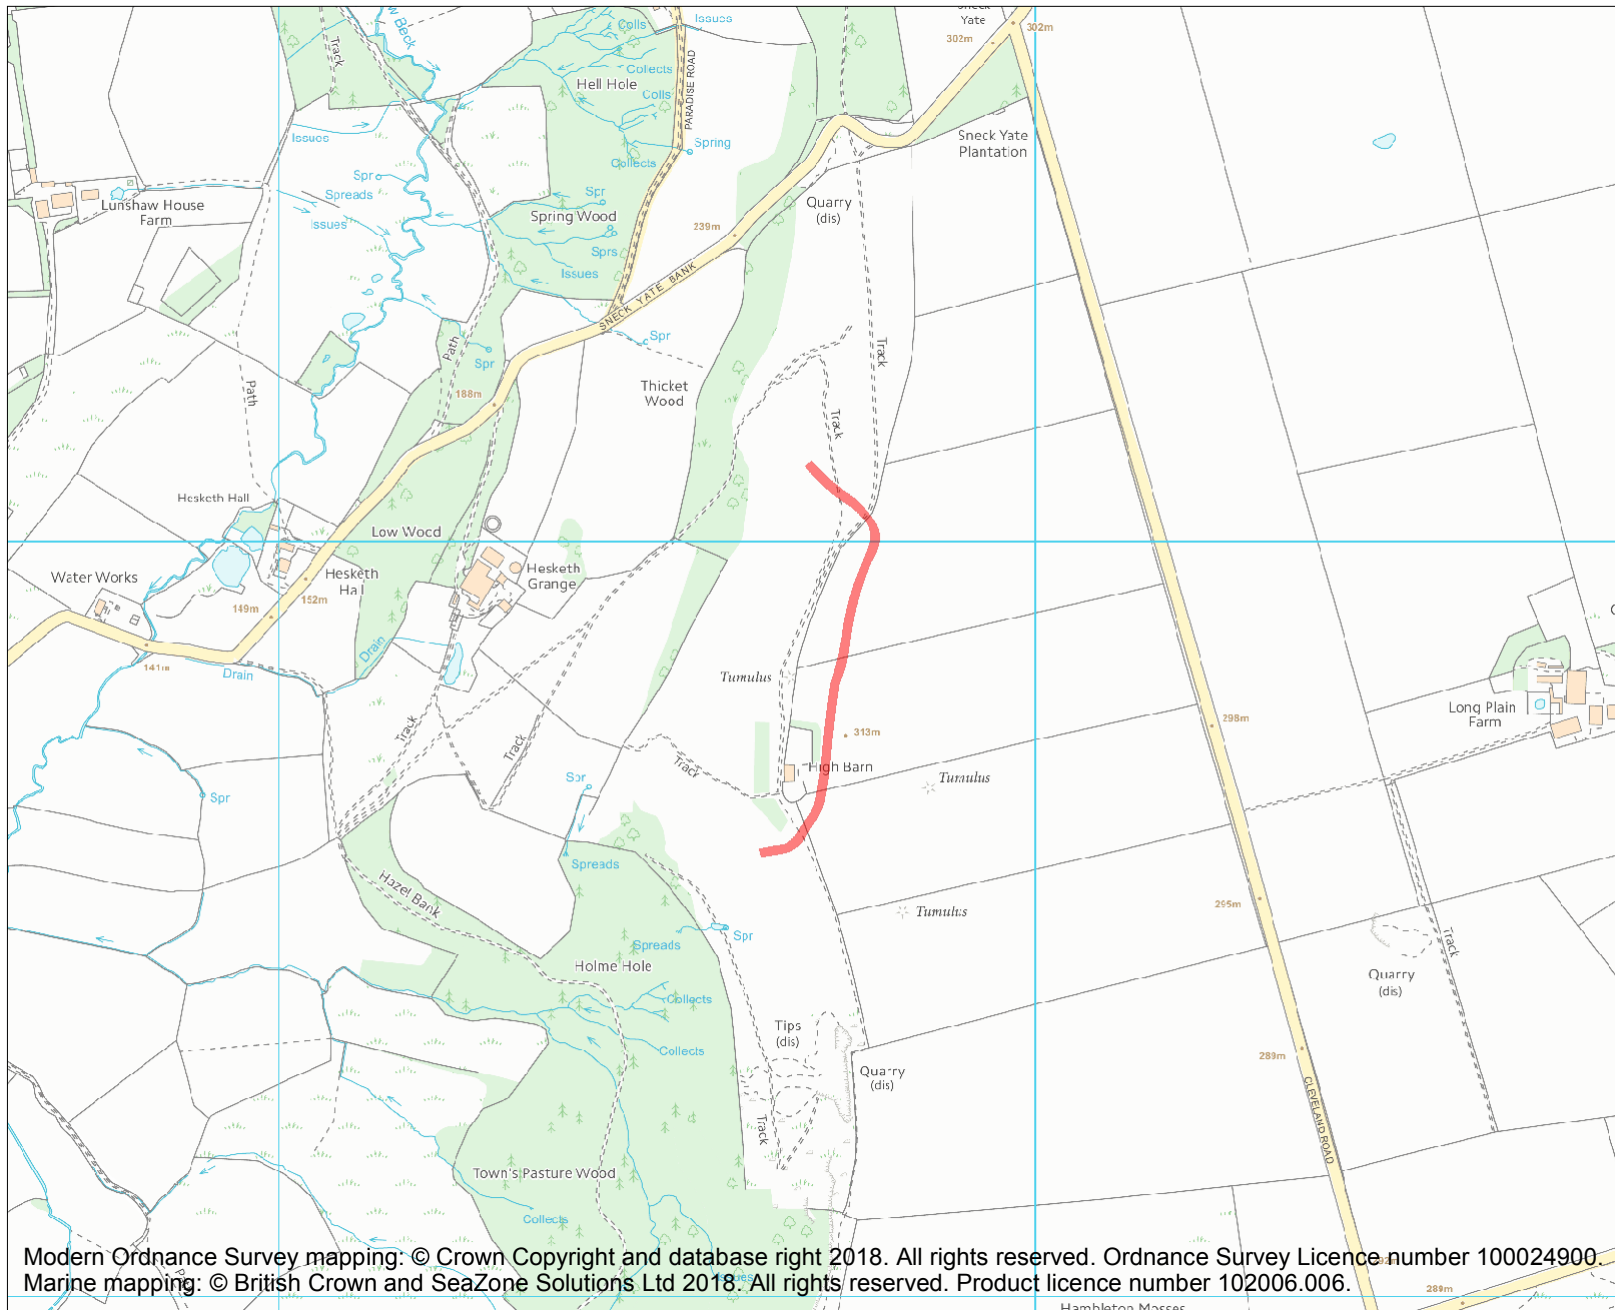 Sneck
Yate
302m
302m
Issues
Colls
Track
Beck
Collects
Hell Hole
Colls
PARADISE ROAD
Issues
Spring
Collects
Sneck Yate
Plantation
Spr
Spreads
Spr
Lunshaw House
Farm
Quarry
(dis)
Issues
Spring Wood
239m
Sprs
Issues
SNECK YATE BANK
Spr
Path
Spr
Track
Path
188m
Thicket
Wood
Track
Hesketh Hall
Low Wood
Water Works
Hesketh
Hall
Hesketh
Grange
149m
152m
141m
Drain
Drain
Tumulus
Track
Track
298m
Long Plain
Farm
313m
High Barn
Track
Tumulus
Spr
Spr
Spreads
Hazel Bank
295m
Tumulus
Spr
Spreads
Track
Holme Hole
Quarry
(dis)
Collects
Tips
(dis)
Collects
289m
Quarry
(dis)
CLEVELAND ROAD
Track
Town's Pasture Wood
Collects
Modern Ordnance Survey mapping: © Crown Copyright and database right 2018. All rights reserved. Ordnance Survey Licence number 100024900.
Marine mapping: © British Crown and SeaZone Solutions Ltd 2018. All rights reserved. Product licence number 102006.006.
Path
Issues
289m
Hambleton Mosses